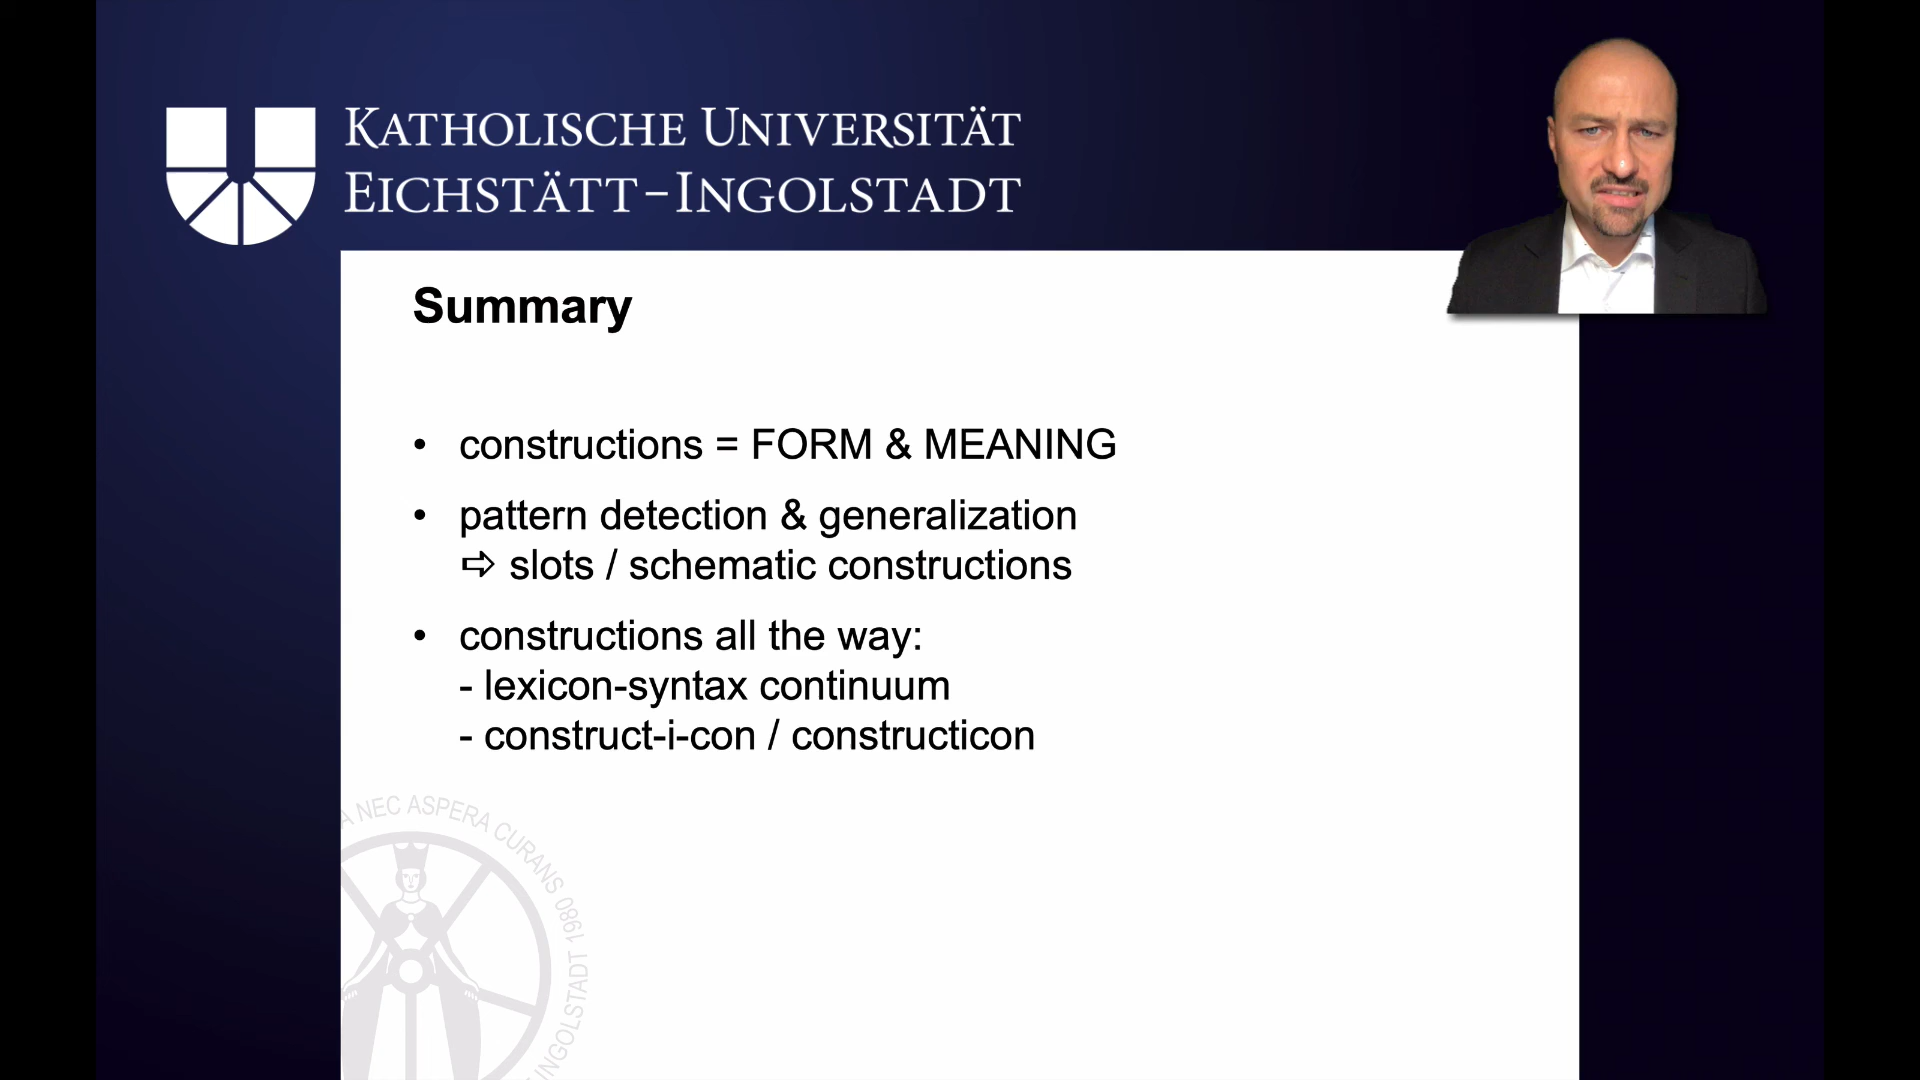 KATHOLISCHE UNIVERSITÄT
EICHSTÄTT–INGOLSTADT
Summary
• constructions = FORM & MEANING
• pattern detection & generalization
⇨ slots / schematic constructions
• constructions all the way:
- lexicon-syntax continuum
- construct-i-con / constructicon
NEC ASPERA CURANS 1980 INGOLSTADT